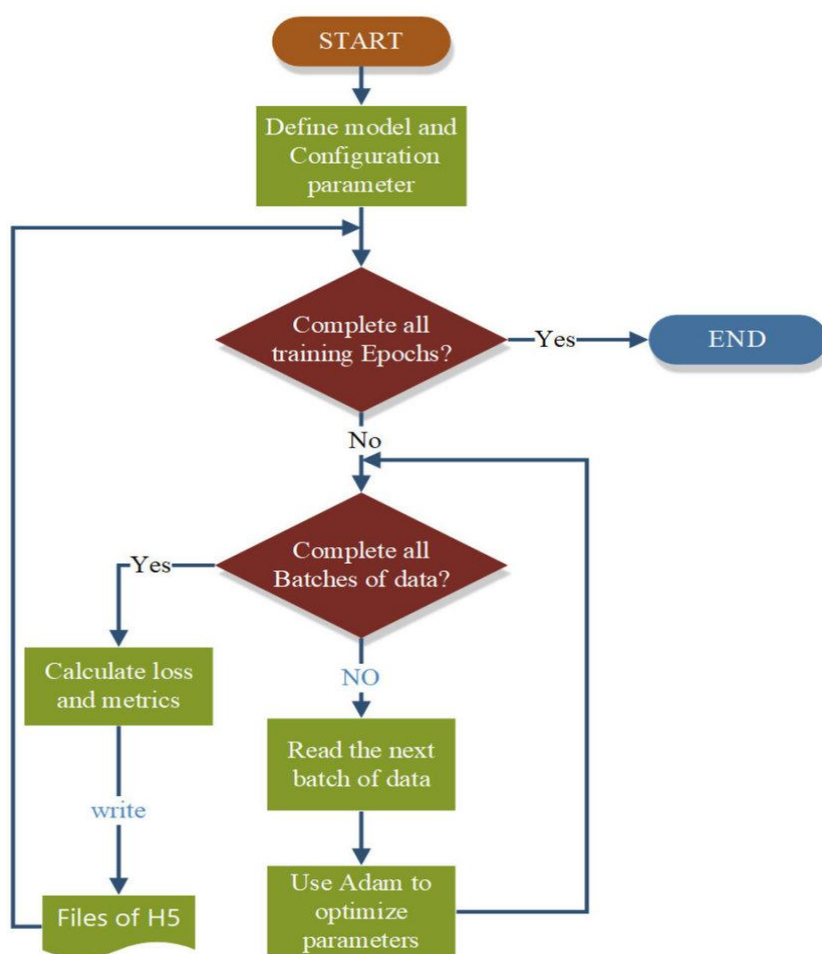 START
Define model and
Configuration
parameter
Complete all
training Epochs?
Yes
END
No
Complete all
Batches of data?
Yes
Calculate loss
and metrics
NO
Read the next
batch of data
write
Use Adam to
optimize
parameters
Files of H5